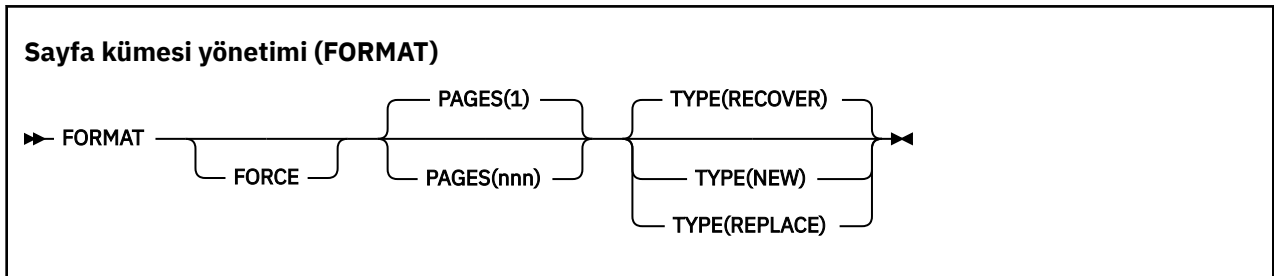 Sayfa kümesi yönetimi (FORMAT)
PAGES(1) TYPE(RECOVER)
FORMAT
FORCE PAGES(nnn) TYPE(NEW)
TYPE(REPLACE)